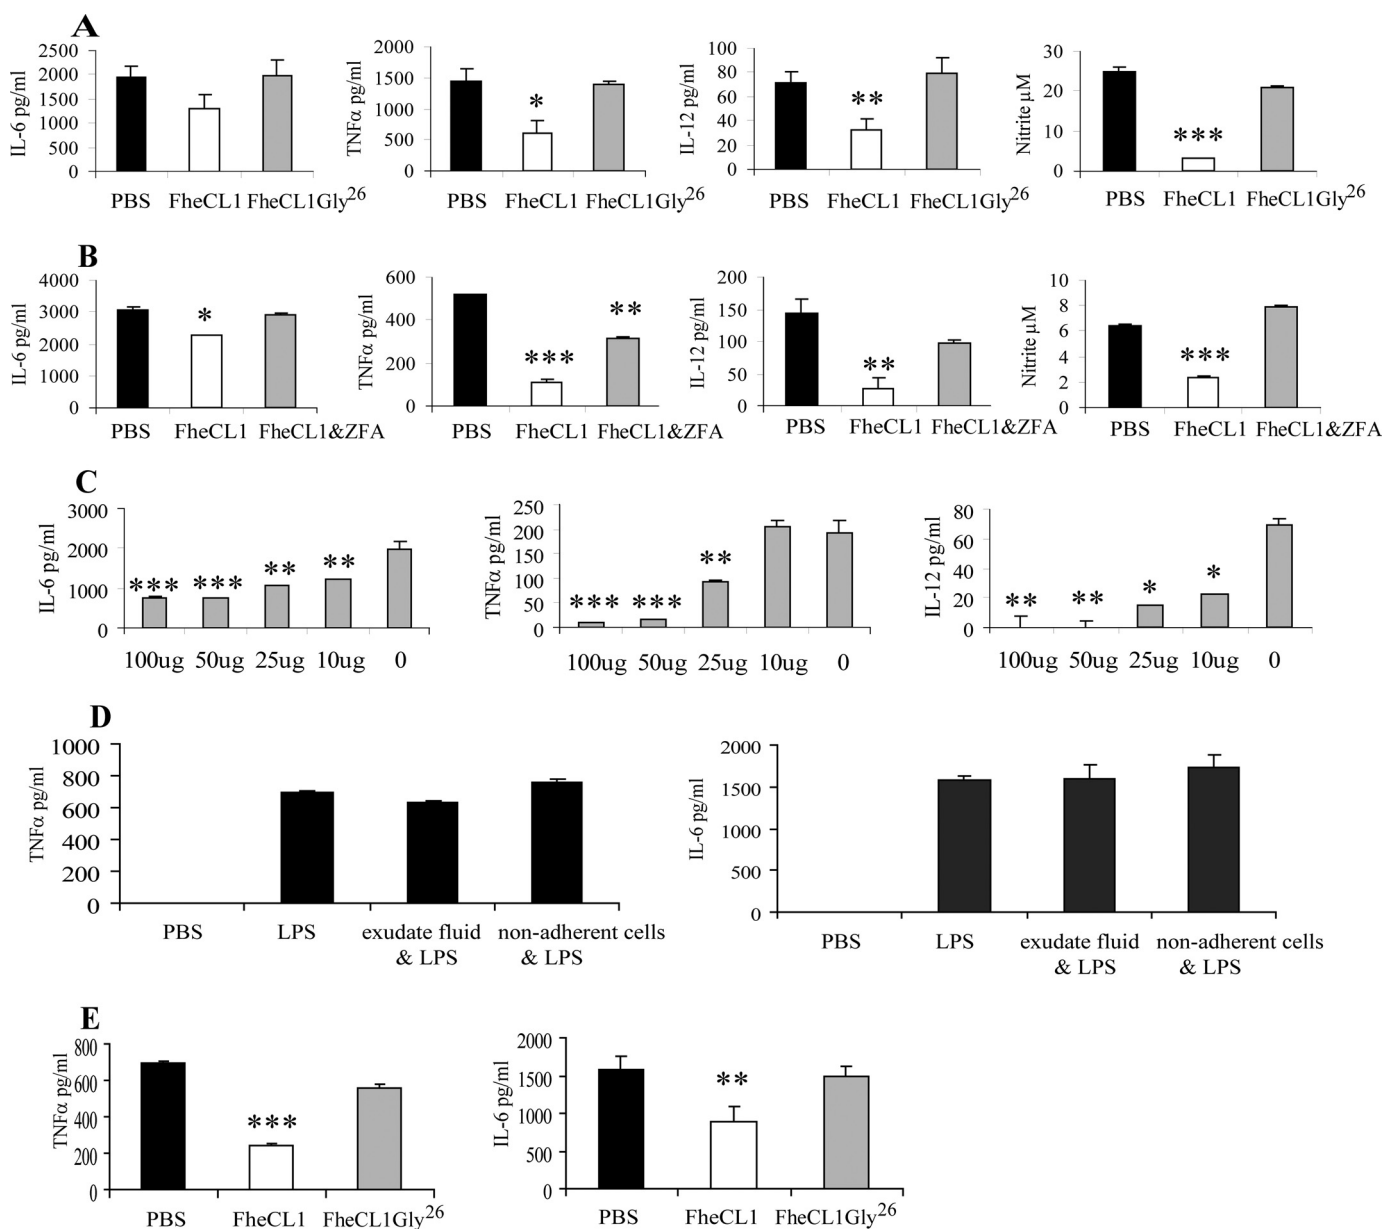 A
IL-6 pg/ml
2500
2000
1500
1000
500
0
PBS FheCL1 FheCL1Gly26
TNFα pg/ml
2000
1500
1000
500
0
*
PBS FheCL1 FheCL1Gly26
IL-12 pg/ml
100
80
60
40
20
0
**
PBS FheCL1 FheCL1Gly26
Nitrite μM
30
20
10
0
***
PBS FheCL1 FheCL1Gly26
B
IL-6 pg/ml
4000
3000
2000
1000
0
*
PBS FheCL1 FheCL1&ZFA
TNFα pg/ml
600
400
200
0
*** **
PBS FheCL1 FheCL1&ZFA
IL-12 pg/ml
200
150
100
50
0
**
PBS FheCL1 FheCL1&ZFA
Nitrite μM
10
8
6
4
2
0
***
PBS FheCL1 FheCL1&ZFA
C
IL-6 pg/ml
3000
2000
1000
0
*** *** ** **
100ug 50ug 25ug 10ug 0
TNFα pg/ml
250
200
150
100
50
0
*** *** **
100ug 50ug 25ug 10ug 0
IL-12 pg/ml
80
60
40
20
0
** ** * *
100ug 50ug 25ug 10ug 0
D
TNFα pg/ml
1000
800
600
400
200
0
PBS LPS exudate fluid non-adherent cells
& LPS & LPS
IL-6 pg/ml
2000
1500
1000
500
0
PBS LPS exudate fluid non-adherent cells
& LPS & LPS
E
TNFα pg/ml
800
600
400
200
0
***
PBS FheCL1 FheCL1Gly26
IL-6 pg/ml
2000
1500
1000
500
0
**
PBS FheCL1 FheCL1Gly26